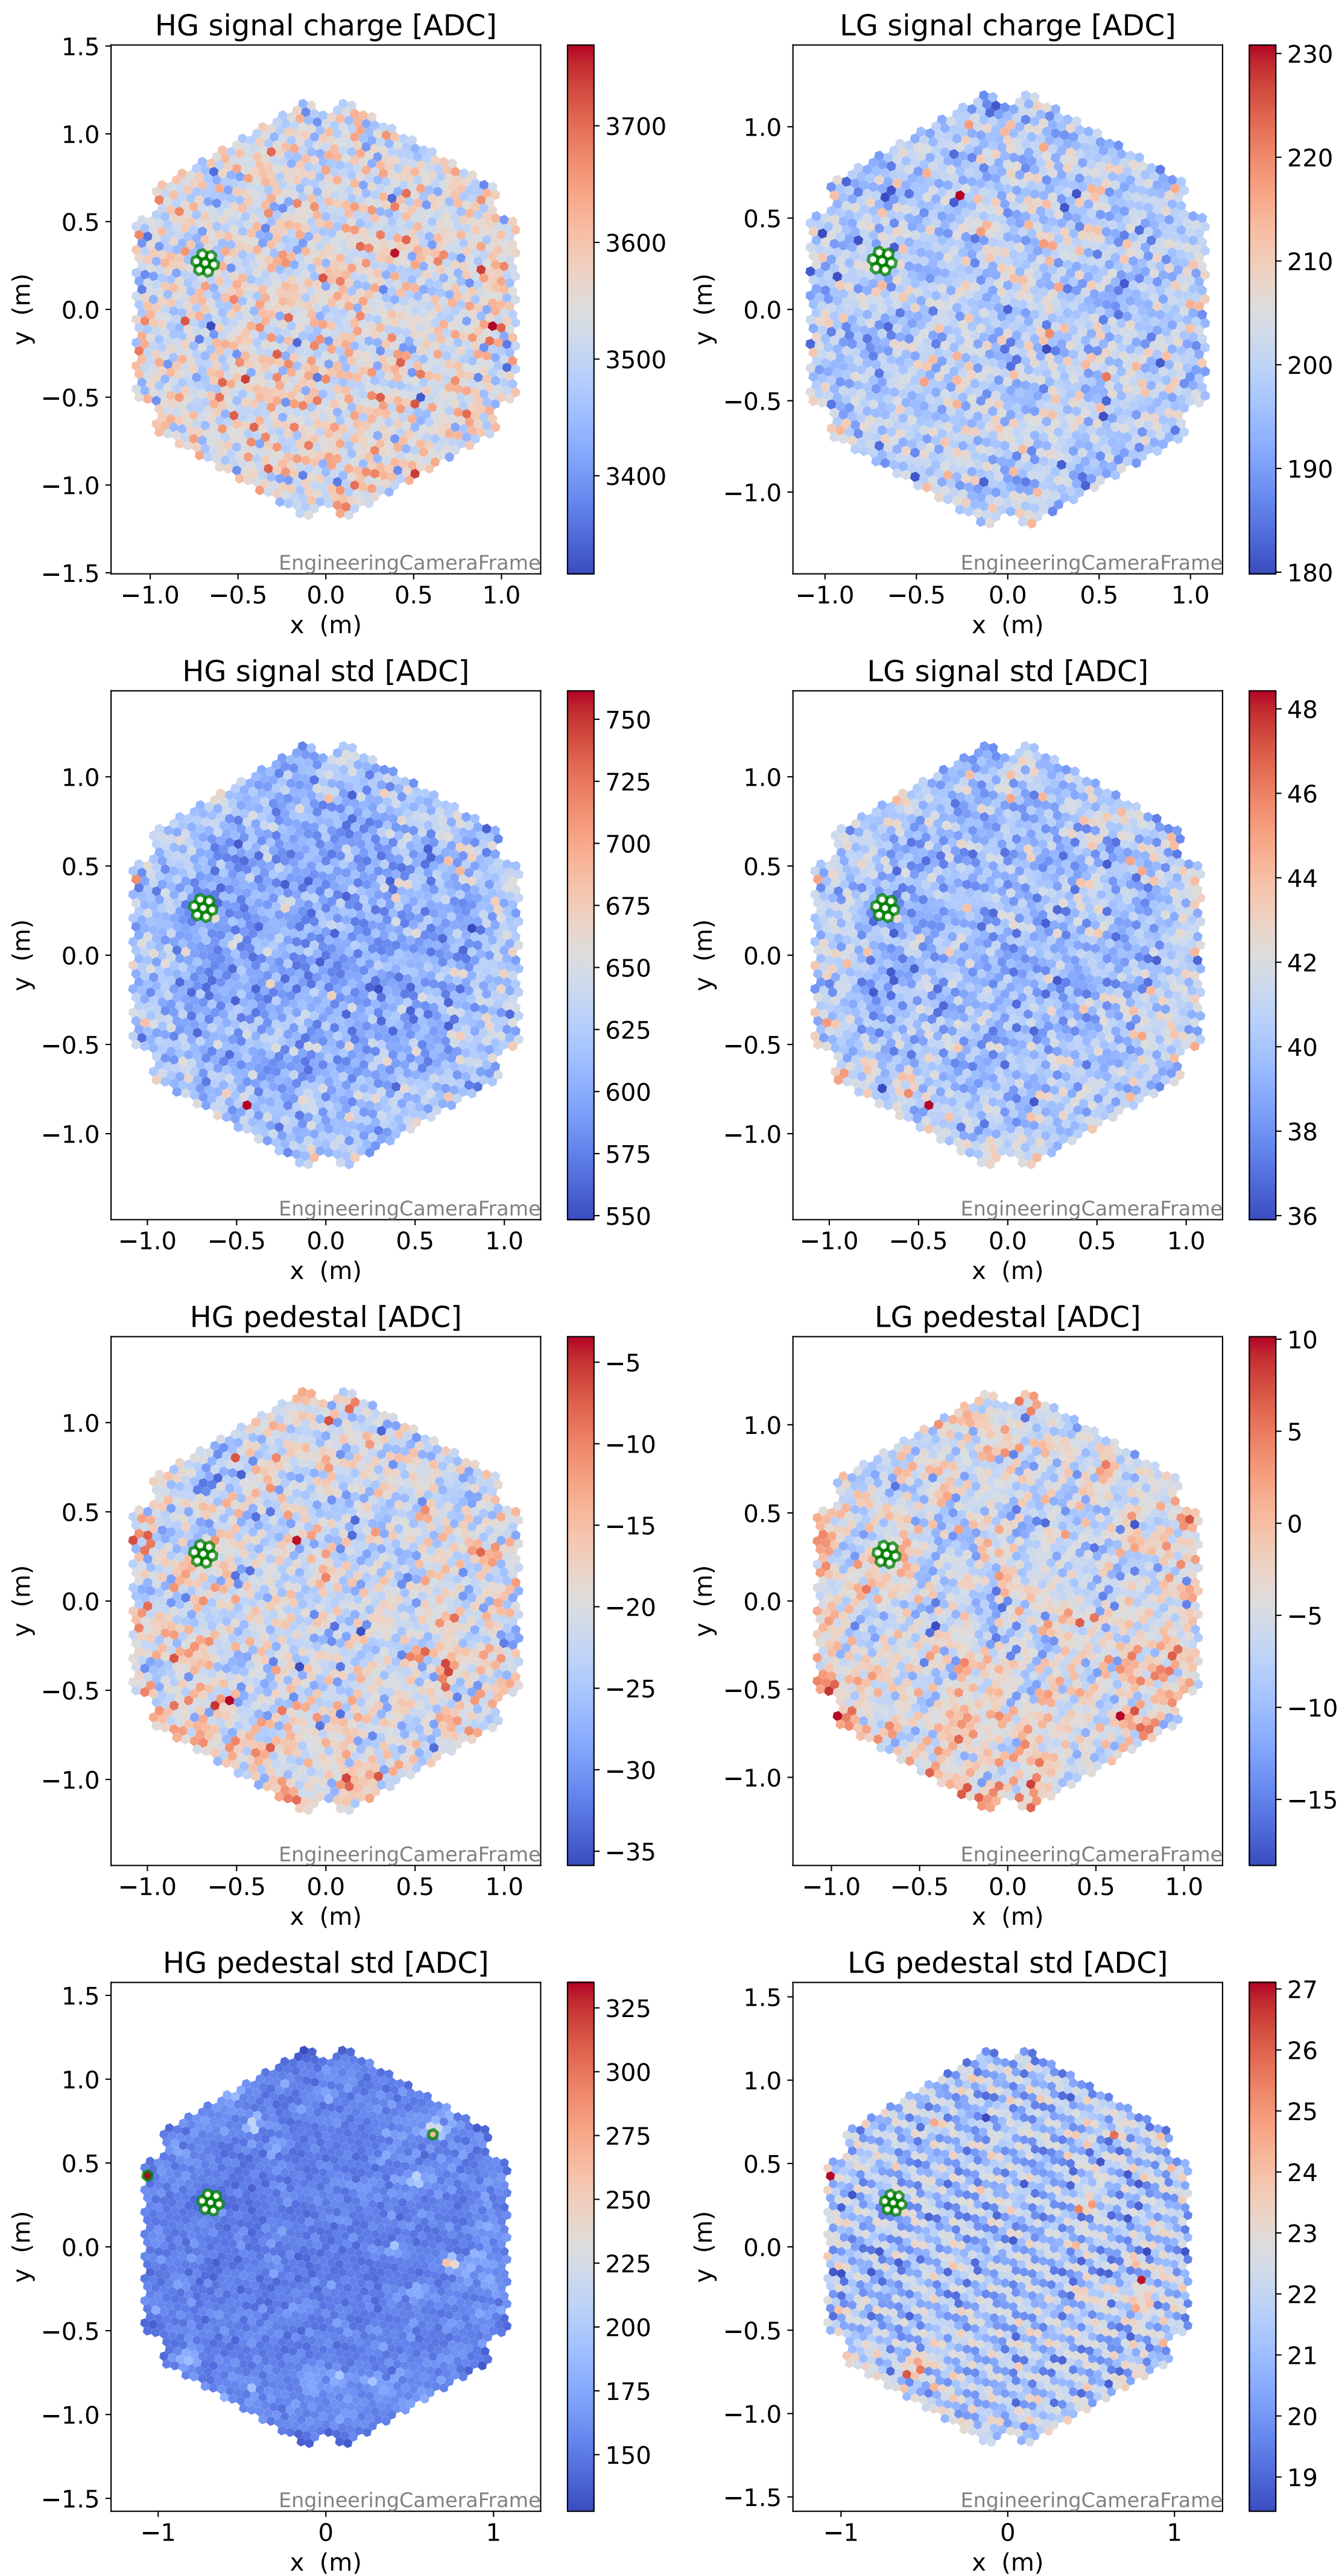 HG signal charge [ADC]
LG signal charge [ADC]
1.5
1.0
0.5
0.0
−0.5
−1.0
−1.5
y (m)
−1.0 −0.5 0.0 0.5 1.0
x (m)
EngineeringCameraFrame
3700
3600
3500
3400
1.0
0.5
0.0
−0.5
−1.0
y (m)
−1.0 −0.5 0.0 0.5 1.0
x (m)
EngineeringCameraFrame
230
220
210
200
190
180
HG signal std [ADC]
LG signal std [ADC]
1.0
0.5
0.0
−0.5
−1.0
y (m)
−1.0 −0.5 0.0 0.5 1.0
x (m)
EngineeringCameraFrame
750
725
700
675
650
625
600
575
550
1.0
0.5
0.0
−0.5
−1.0
y (m)
−1.0 −0.5 0.0 0.5 1.0
x (m)
EngineeringCameraFrame
48
46
44
42
40
38
36
HG pedestal [ADC]
LG pedestal [ADC]
1.0
0.5
0.0
−0.5
−1.0
y (m)
−1.0 −0.5 0.0 0.5 1.0
x (m)
EngineeringCameraFrame
−5
−10
−15
−20
−25
−30
−35
1.0
0.5
0.0
−0.5
−1.0
y (m)
−1.0 −0.5 0.0 0.5 1.0
x (m)
EngineeringCameraFrame
10
5
0
−5
−10
−15
HG pedestal std [ADC]
LG pedestal std [ADC]
1.5
1.0
0.5
0.0
−0.5
−1.0
−1.5
y (m)
−1 0 1
x (m)
EngineeringCameraFrame
325
300
275
250
225
200
175
150
1.5
1.0
0.5
0.0
−0.5
−1.0
−1.5
y (m)
−1 0 1
x (m)
EngineeringCameraFrame
27
26
25
24
23
22
21
20
19